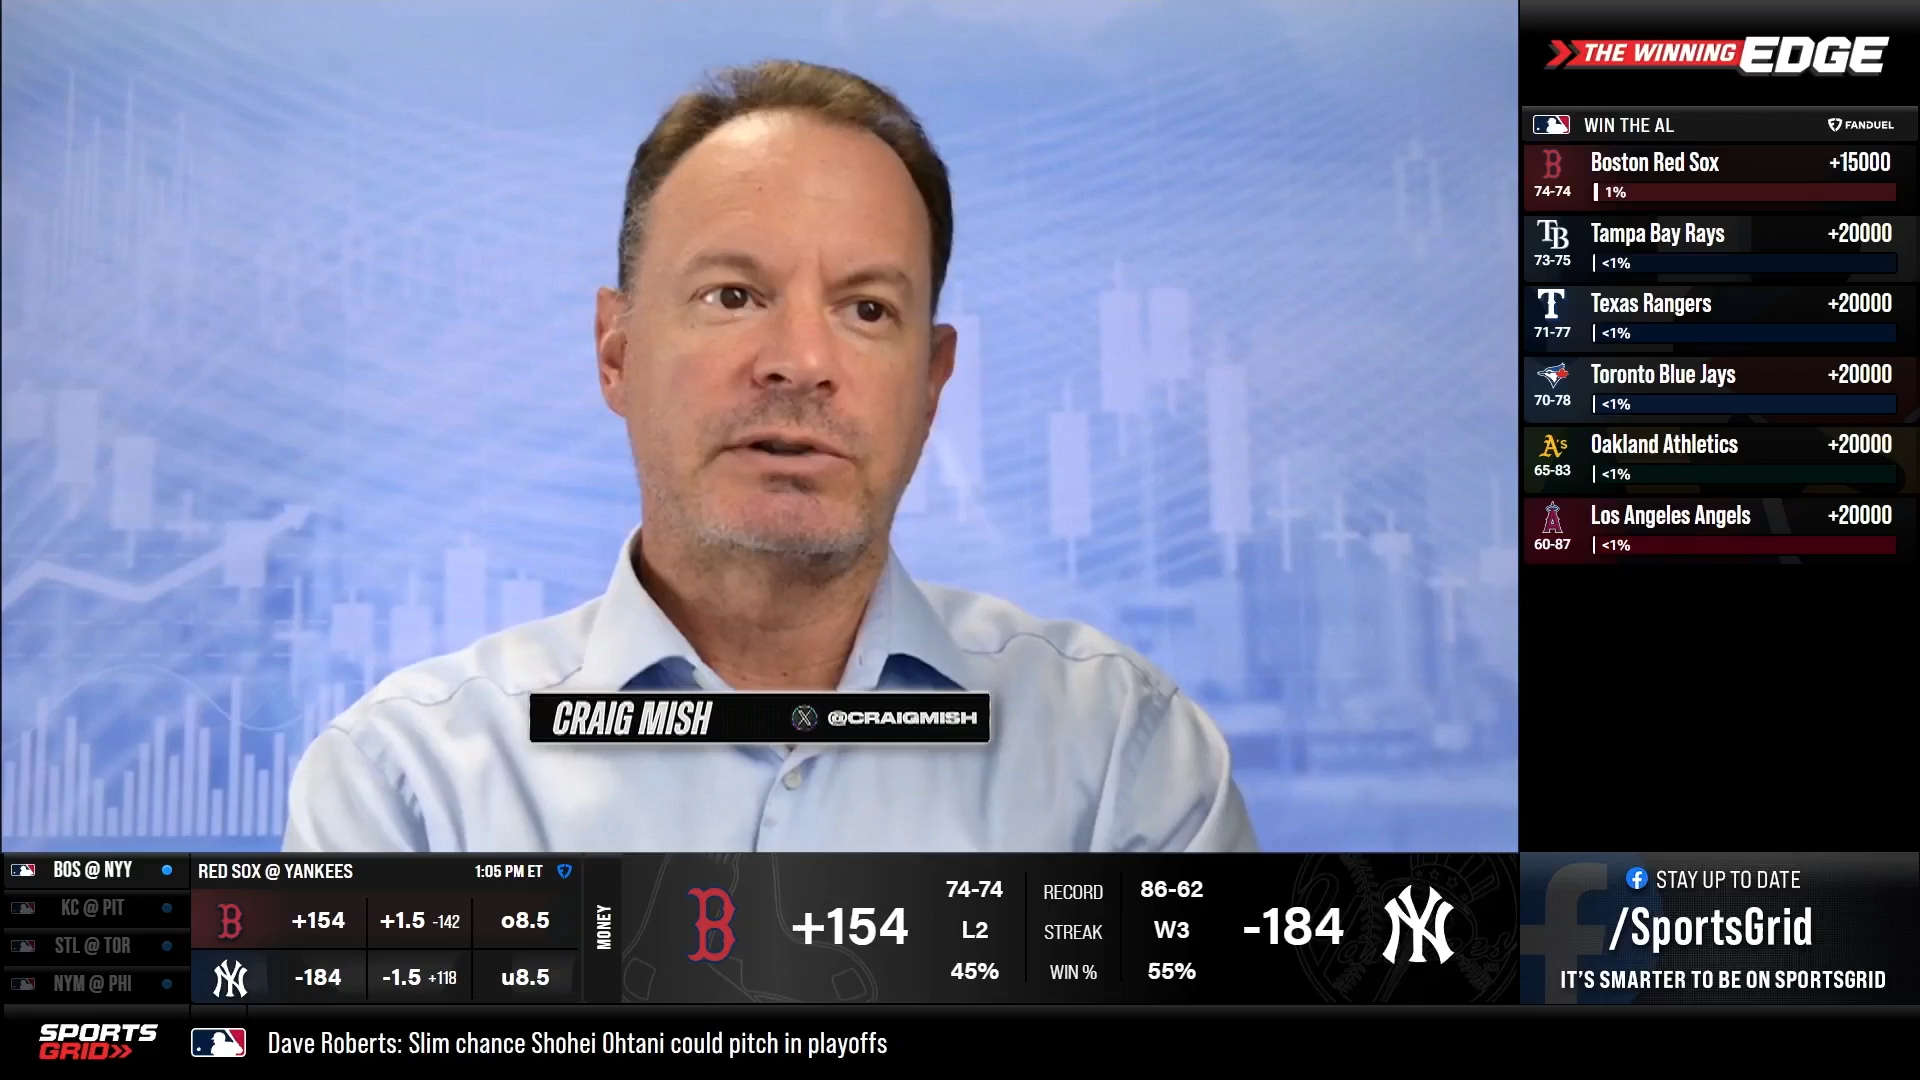 THE WINNING EDGE
WIN THE AL
FANDUEL
B
Boston Red Sox
+15000
74-74
1%
TB
Tampa Bay Rays
+20000
73-75
<1%
T
Texas Rangers
+20000
71-77
<1%
Toronto Blue Jays
+20000
70-78
<1%
A's
Oakland Athletics
+20000
65-83
<1%
A
Los Angeles Angels
+20000
60-87
<1%
CRAIG MISH
X
@CRAIGMISH
BOS @ NYY
KC @ PIT
STL @ TOR
NYM @ PHI
RED SOX @ YANKEES
1:05 PM ET
B
+154
+1.5 -142
o8.5
NY
-184
-1.5 +118
u8.5
MONEY
B
+154
74-74 RECORD 86-62
L2 STREAK W3
45% WIN % 55%
-184
NY
f STAY UP TO DATE
/SportsGrid
IT'S SMARTER TO BE ON SPORTSGRID
SPORTS
GRID
Dave Roberts: Slim chance Shohei Ohtani could pitch in playoffs